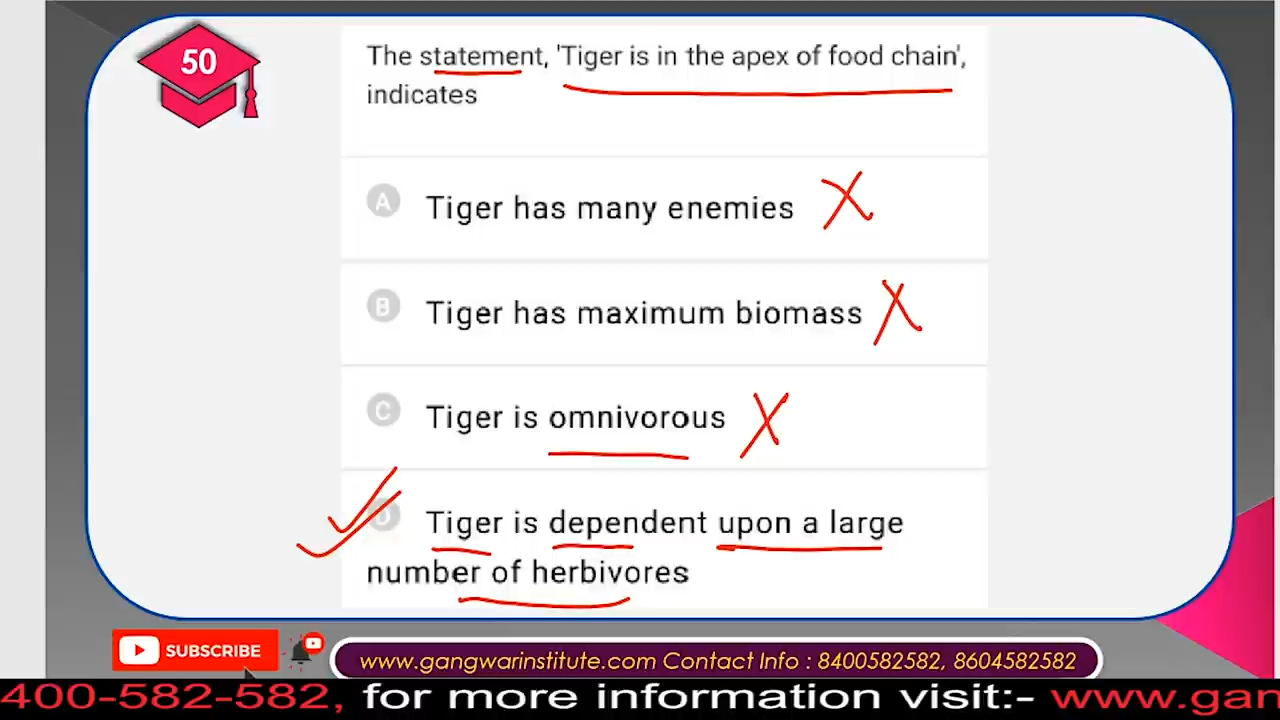 50
The statement, 'Tiger is in the apex of food chain',
indicates
A Tiger has many enemies
B Tiger has maximum biomass
C Tiger is omnivorous
D Tiger is dependent upon a large
number of herbivores
SUBSCRIBE
www.gangwarinstitute.com Contact Info : 8400582582, 8604582582
400-582-582, for more information visit:- www.gan